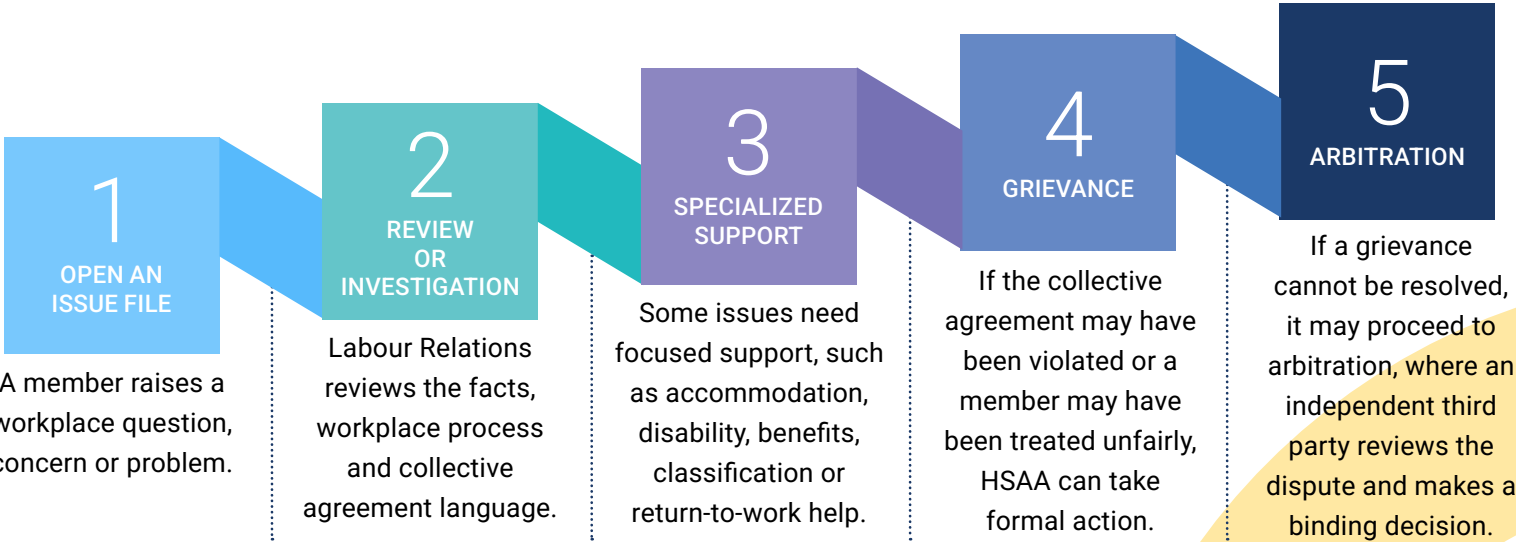 1
OPEN AN
ISSUE FILE
A member raises a
workplace question,
concern or problem.
2
REVIEW
OR
INVESTIGATION
Labour Relations
reviews the facts,
workplace process
and collective
agreement language.
3
SPECIALIZED
SUPPORT
Some issues need
focused support, such
as accommodation,
disability, benefits,
classification or
return-to-work help.
4
GRIEVANCE
If the collective
agreement may have
been violated or a
member may have
been treated unfairly,
HSAA can take
formal action.
5
ARBITRATION
If a grievance
cannot be resolved,
it may proceed to
arbitration, where an
independent third
party reviews the
dispute and makes a
binding decision.